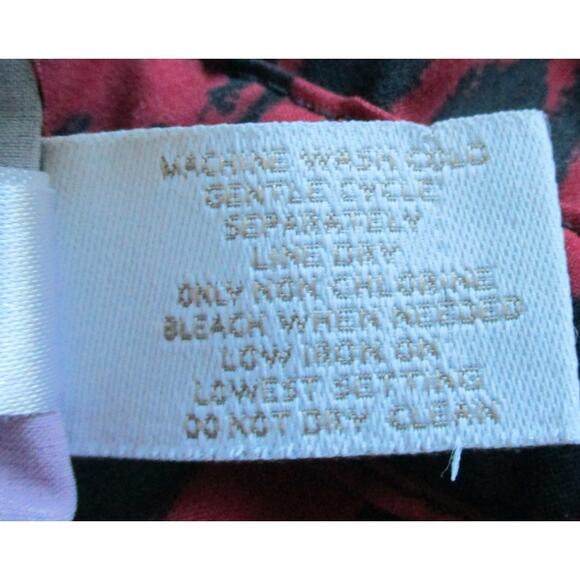 MACHINE WASH COLD
GENTLE CYCLE
SEPARATELY
LINE DRY
ONLY NON CHLORINE
BLEACH WHEN NEEDED
LOW IRON ON
LOWEST SETTING
DO NOT DRY CLEAN